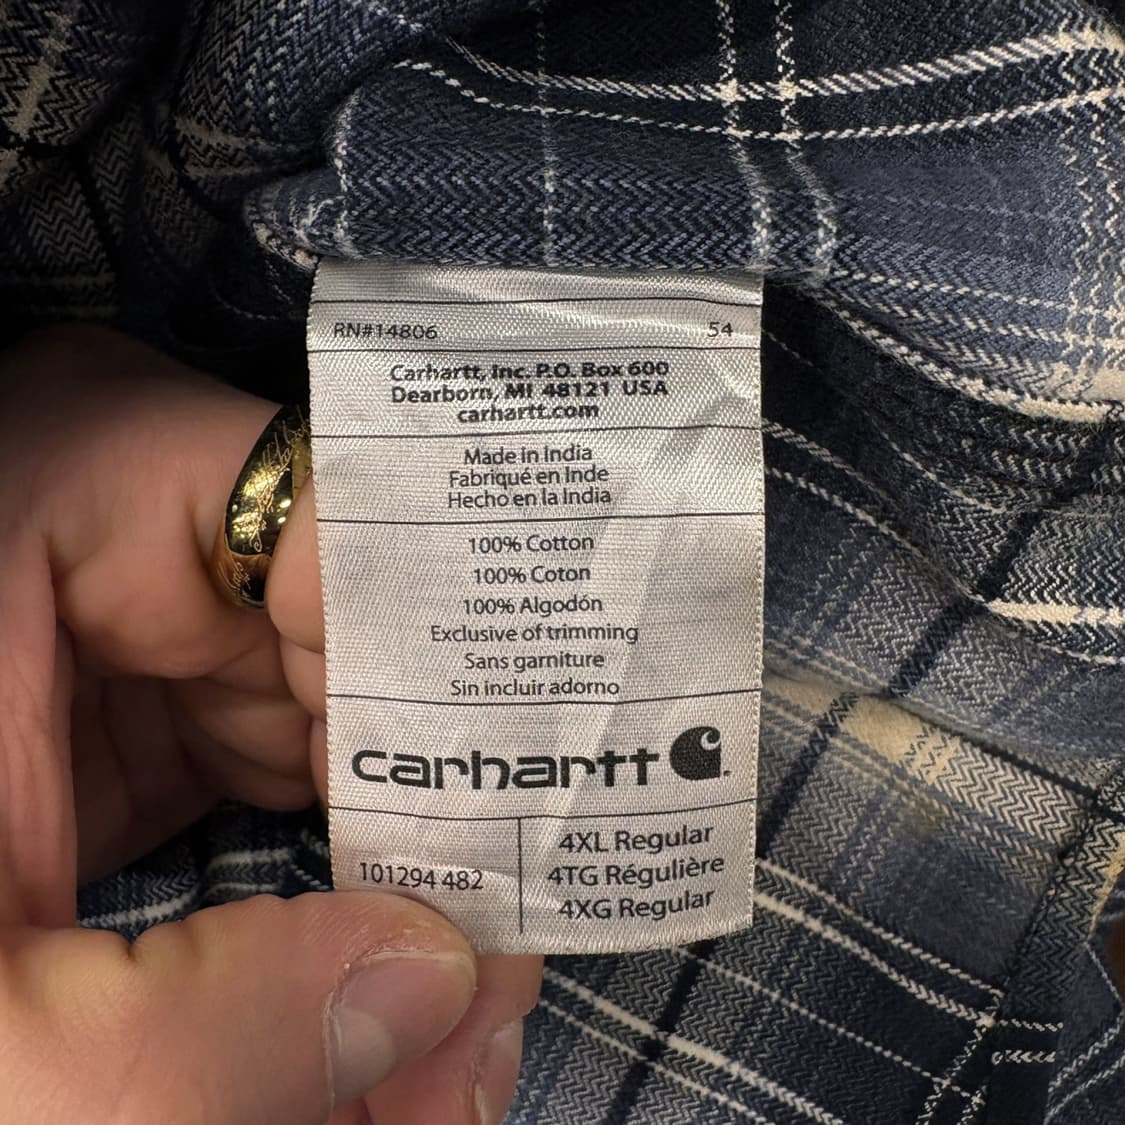 RN#14806 54
Carhartt, Inc. P.O. Box 600
Dearborn, MI 48121 USA
carhartt.com
Made in India
Fabriqué en Inde
Hecho en la India
100% Cotton
100% Coton
100% Algodón
Exclusive of trimming
Sans garniture
Sin incluir adorno
carhartt
101294 482
4XL Regular
4TG Régulière
4XG Regular